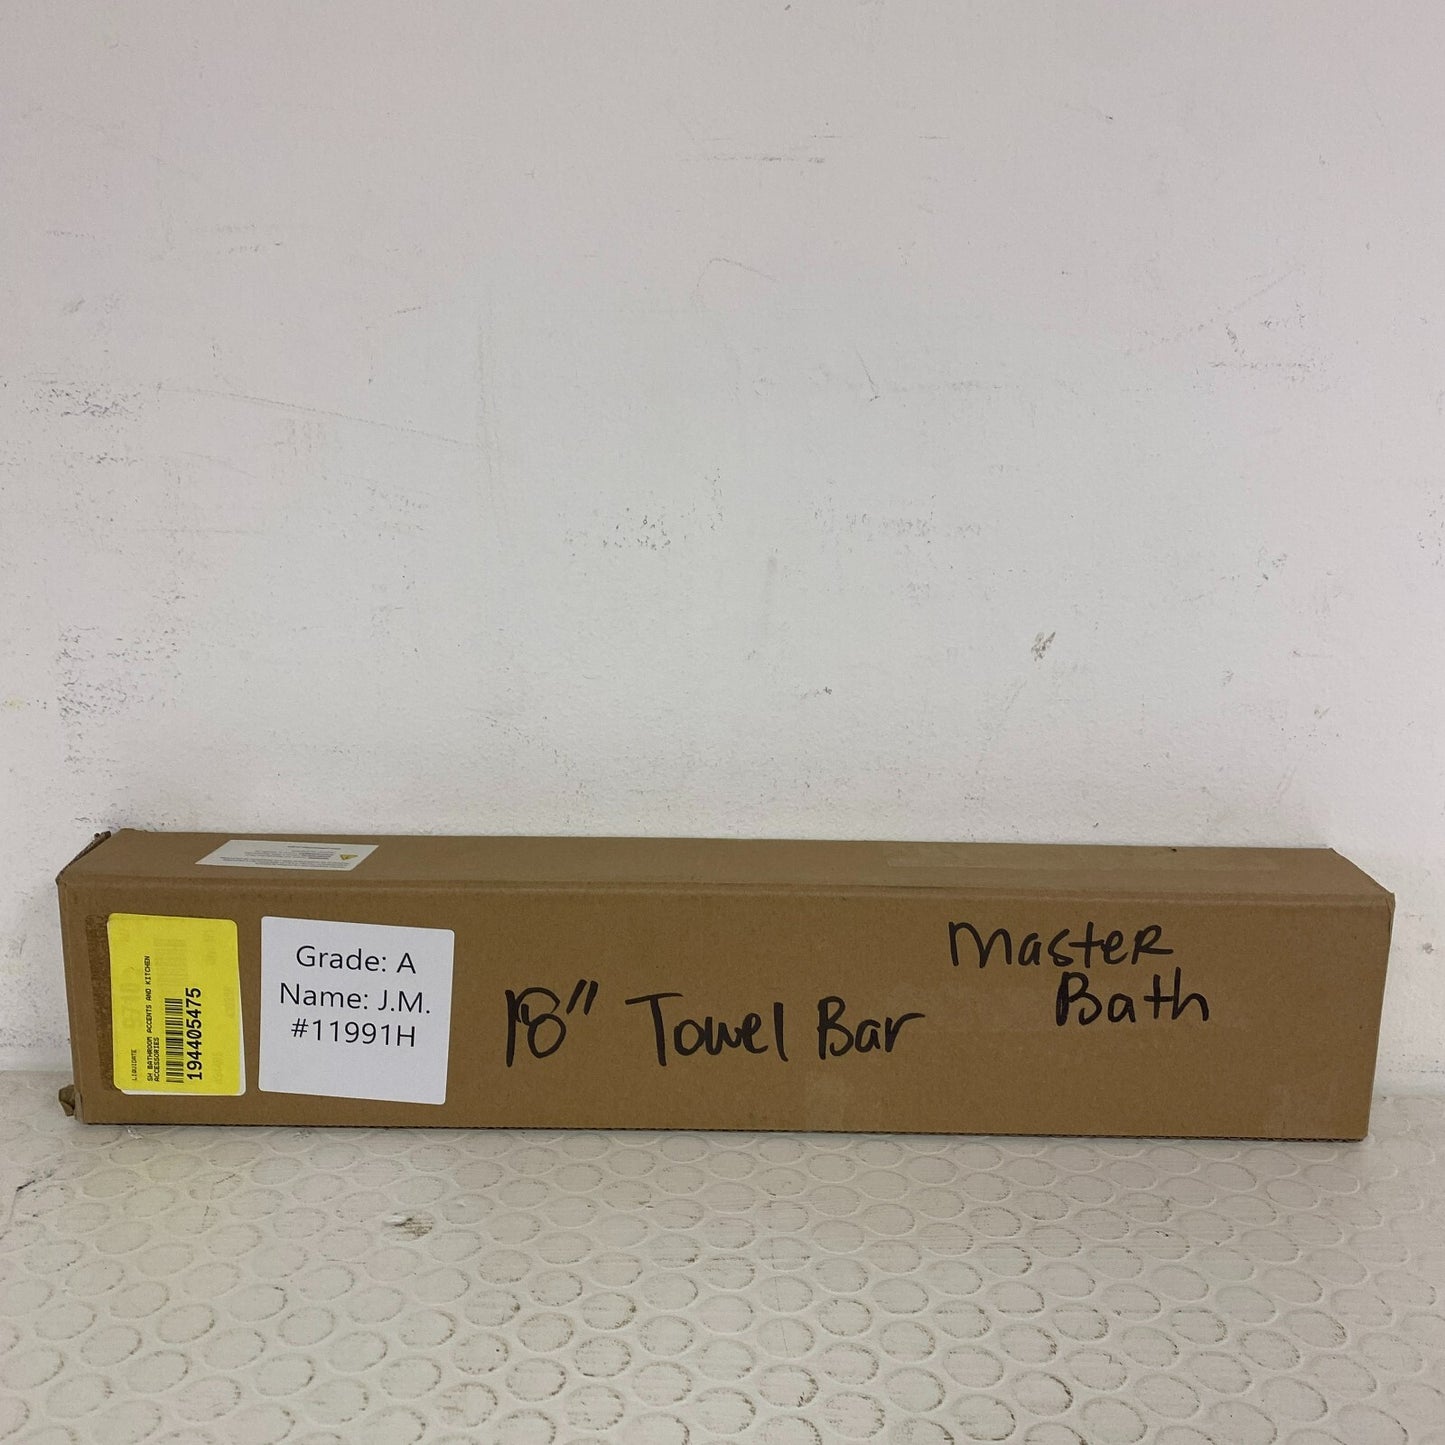 LIQUIDATE
SH BATHROOM ACCENTS AND KITCHEN
ACCESSORIES
194405475
Grade: A
Name: J.M.
#11991H
18" Towel Bar
Master
Bath